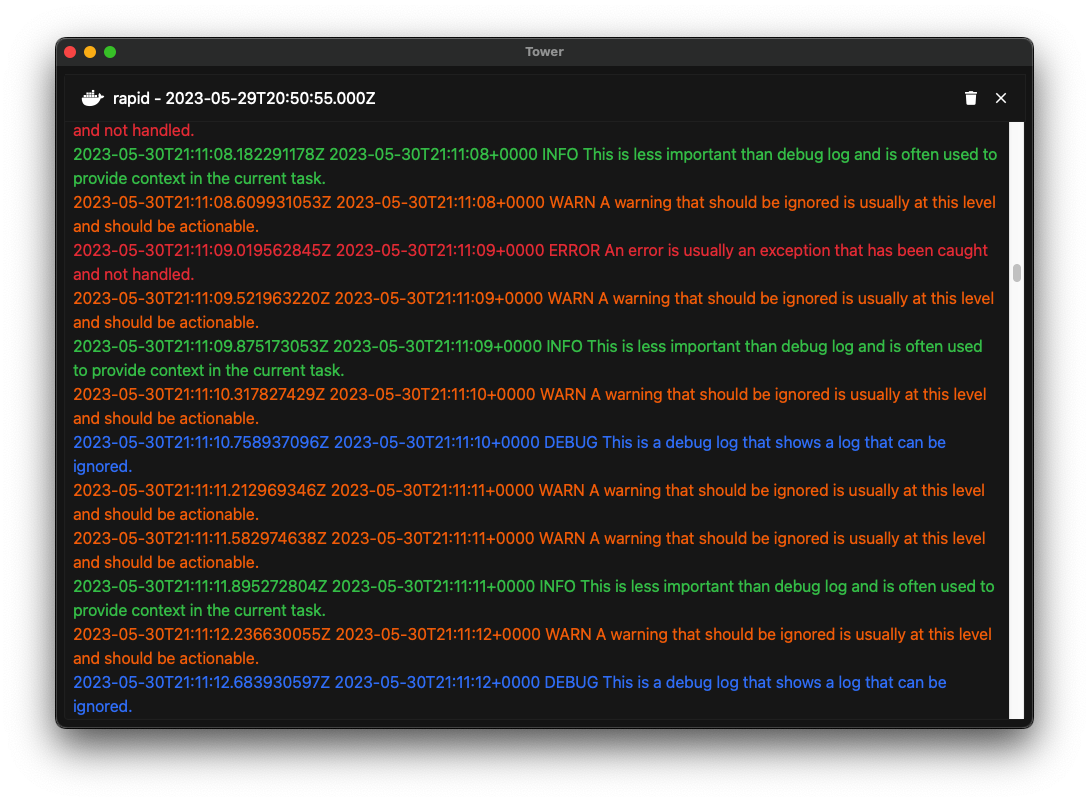 Tower
rapid - 2023-05-29T20:50:55.000Z
and not handled.
2023-05-30T21:11:08.182291178Z 2023-05-30T21:11:08+0000 INFO This is less important than debug log and is often used to
provide context in the current task.
2023-05-30T21:11:08.609931053Z 2023-05-30T21:11:08+0000 WARN A warning that should be ignored is usually at this level
and should be actionable.
2023-05-30T21:11:09.019562845Z 2023-05-30T21:11:09+0000 ERROR An error is usually an exception that has been caught
and not handled.
2023-05-30T21:11:09.521963220Z 2023-05-30T21:11:09+0000 WARN A warning that should be ignored is usually at this level
and should be actionable.
2023-05-30T21:11:09.875173053Z 2023-05-30T21:11:09+0000 INFO This is less important than debug log and is often used
to provide context in the current task.
2023-05-30T21:11:10.317827429Z 2023-05-30T21:11:10+0000 WARN A warning that should be ignored is usually at this level
and should be actionable.
2023-05-30T21:11:10.758937096Z 2023-05-30T21:11:10+0000 DEBUG This is a debug log that shows a log that can be
ignored.
2023-05-30T21:11:11.212969346Z 2023-05-30T21:11:11+0000 WARN A warning that should be ignored is usually at this level
and should be actionable.
2023-05-30T21:11:11.582974638Z 2023-05-30T21:11:11+0000 WARN A warning that should be ignored is usually at this level
and should be actionable.
2023-05-30T21:11:11.895272804Z 2023-05-30T21:11:11+0000 INFO This is less important than debug log and is often used to
provide context in the current task.
2023-05-30T21:11:12.236630055Z 2023-05-30T21:11:12+0000 WARN A warning that should be ignored is usually at this level
and should be actionable.
2023-05-30T21:11:12.683930597Z 2023-05-30T21:11:12+0000 DEBUG This is a debug log that shows a log that can be
ignored.